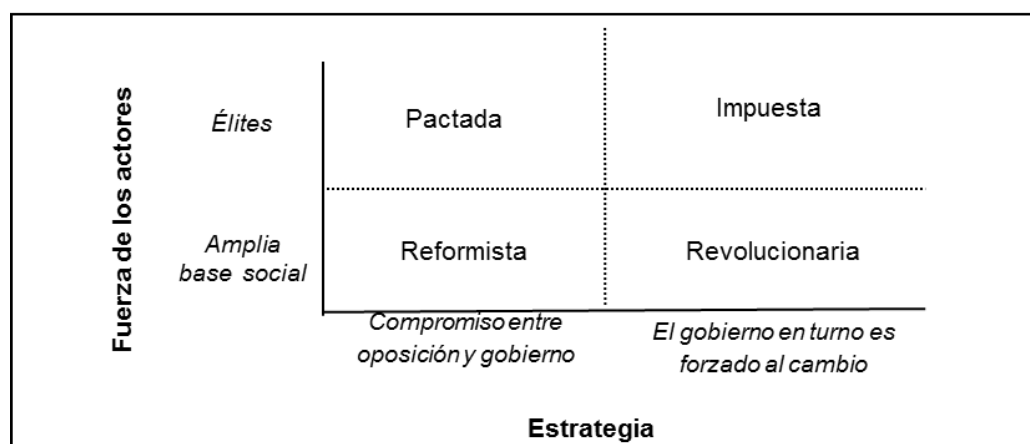 Fuerza de los actores
Élites
Pactada
Impuesta
Amplia
base social
Reformista
Revolucionaria
Compromiso entre
oposición y gobierno
El gobierno en turno es
forzado al cambio
Estrategia